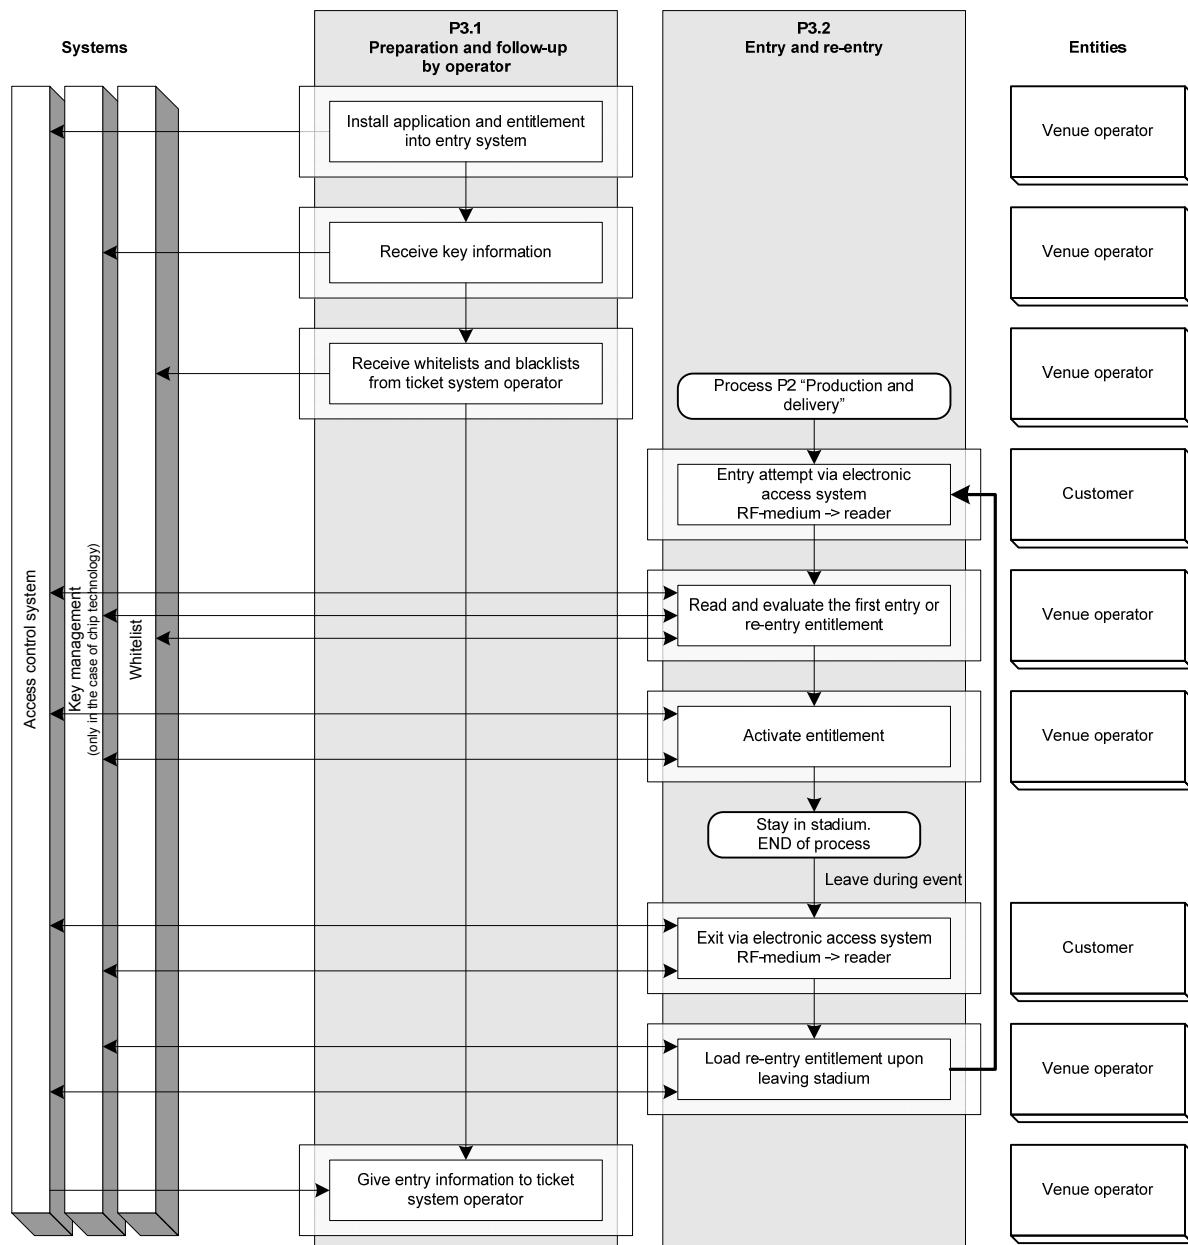 Systems
P3.1
Preparation and follow-up
by operator
P3.2
Entry and re-entry
Entities
Install application and entitlement
into entry system
Venue operator
Receive key information
Venue operator
Receive whitelists and blacklists
from ticket system operator
Process P2 “Production and
delivery”
Venue operator
Entry attempt via electronic
access system
RF-medium -> reader
Customer
Access control system
Key management
(only in the case of chip technology)
Whitelist
Read and evaluate the first entry or
re-entry entitlement
Venue operator
Activate entitlement
Venue operator
Stay in stadium.
END of process
Leave during event
Exit via electronic access system
RF-medium -> reader
Customer
Load re-entry entitlement upon
leaving stadium
Venue operator
Give entry information to ticket
system operator
Venue operator